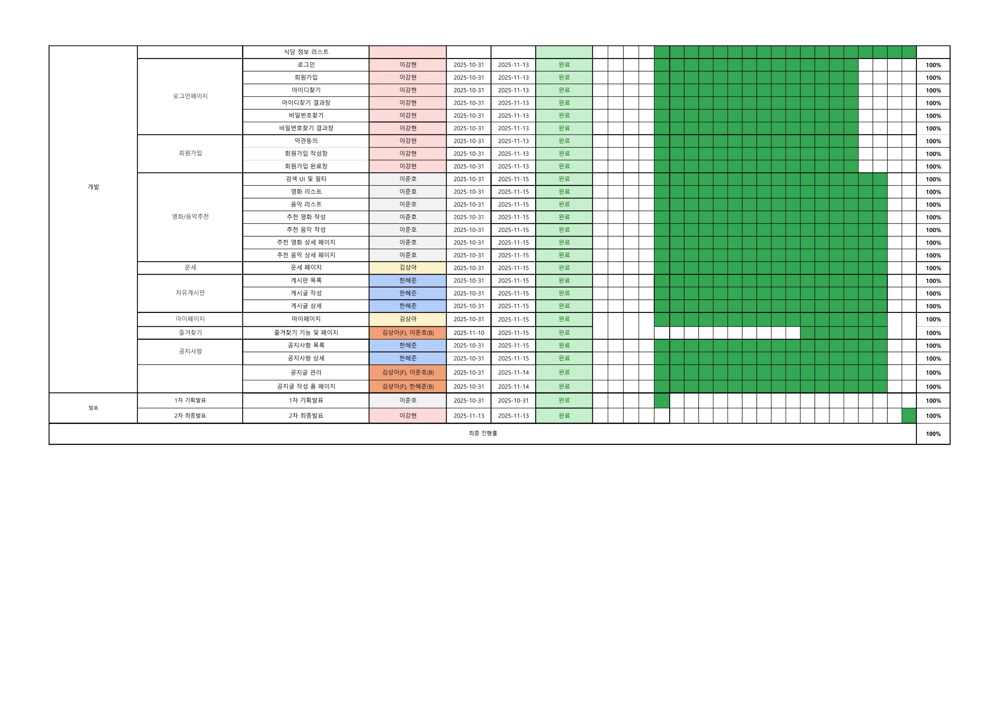 식당 정보 리스트
로그인 이강현 2025-10-31 2025-11-13 완료 100%
회원가입 이강현 2025-10-31 2025-11-13 완료 100%
아이디찾기 이강현 2025-10-31 2025-11-13 완료 100%
로그인페이지
아이디찾기 결과창 이강현 2025-10-31 2025-11-13 완료 100%
비밀번호찾기 이강현 2025-10-31 2025-11-13 완료 100%
비밀번호찾기 결과창 이강현 2025-10-31 2025-11-13 완료 100%
약관동의 이강현 2025-10-31 2025-11-13 완료 100%
회원가입 회원가입 작성창 이강현 2025-10-31 2025-11-13 완료 100%
회원가입 완료창 이강현 2025-10-31 2025-11-13 완료 100%
검색 UI 및 필터 이준호 2025-10-31 2025-11-15 완료 100%
개발
영화 리스트 이준호 2025-10-31 2025-11-15 완료 100%
음악 리스트 이준호 2025-10-31 2025-11-15 완료 100%
영화/음악추천 추천 영화 작성 이준호 2025-10-31 2025-11-15 완료 100%
추천 음악 작성 이준호 2025-10-31 2025-11-15 완료 100%
추천 영화 상세 페이지 이준호 2025-10-31 2025-11-15 완료 100%
추천 음악 상세 페이지 이준호 2025-10-31 2025-11-15 완료 100%
운세 운세 페이지 김상아 2025-10-31 2025-11-15 완료 100%
게시판 목록 한혜준 2025-10-31 2025-11-15 완료 100%
자유게시판 게시글 작성 한혜준 2025-10-31 2025-11-15 완료 100%
게시글 상세 한혜준 2025-10-31 2025-11-15 완료 100%
마이페이지 마이페이지 김상아 2025-10-31 2025-11-15 완료 100%
즐겨찾기 즐겨찾기 기능 및 페이지 김상아(F), 이준호(B) 2025-11-10 2025-11-15 완료 100%
공지사항 목록 한혜준 2025-10-31 2025-11-15 완료 100%
공지사항
공지사항 상세 한혜준 2025-10-31 2025-11-15 완료 100%
공지글 관리 김상아(F), 이준호(B) 2025-10-31 2025-11-14 완료 100%
공지글 작성 폼 페이지 김상아(F), 한혜준(B) 2025-10-31 2025-11-14 완료 100%
1차 기획발표 1차 기획발표 이준호 2025-10-31 2025-10-31 완료 100%
발표
2차 최종발표 2차 최종발표 이강현 2025-11-13 2025-11-13 완료 100%
최종 진행률 100%